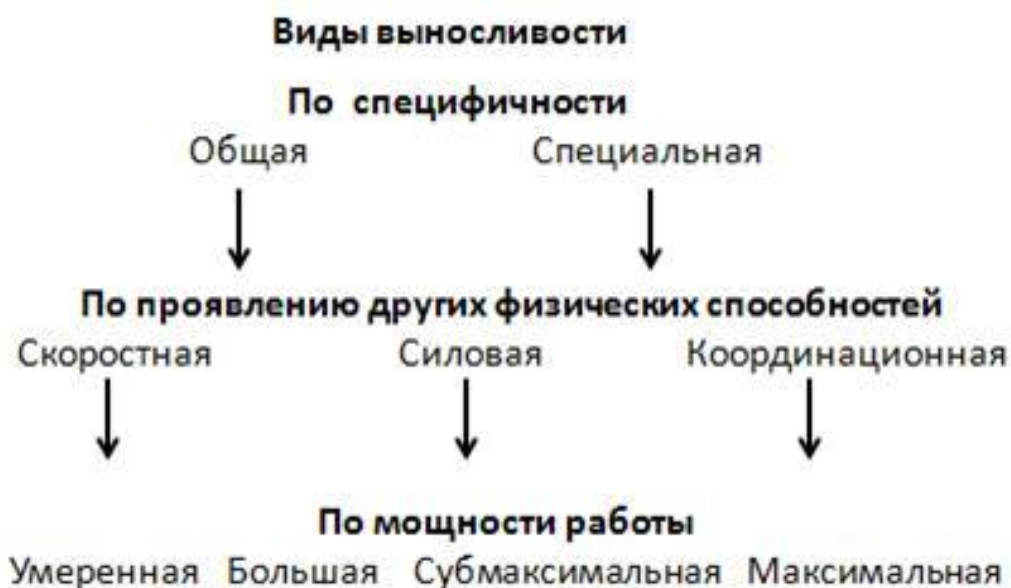 Виды выносливости
По специфичности
Общая Специальная
По проявлению других физических способностей
Скоростная Силовая Координационная
По мощности работы
Умеренная Большая Субмаксимальная Максимальная